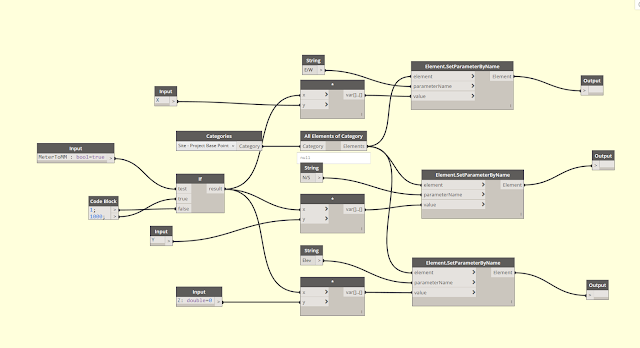 String
E/W >
Element.SetParameterByName
element > Element >
parameterName >
value >
Output
>
Input
X >
*
x > var[]..[] >
y >
Categories
Site - Project Base Point Category
All Elements of Category
Category > Elements >
null
Input
MeterToMM : bool=true >
String
N/S >
Output
>
Element.SetParameterByName
element > Element >
parameterName >
value >
If
test > result >
true >
false >
Code Block
1; >
1000; >
*
x > var[]..[] >
y >
Input
Y >
String
Elev >
Element.SetParameterByName
element > Element >
parameterName >
value >
Output
>
Input
Z: double=0 >
*
x > var[]..[] >
y >